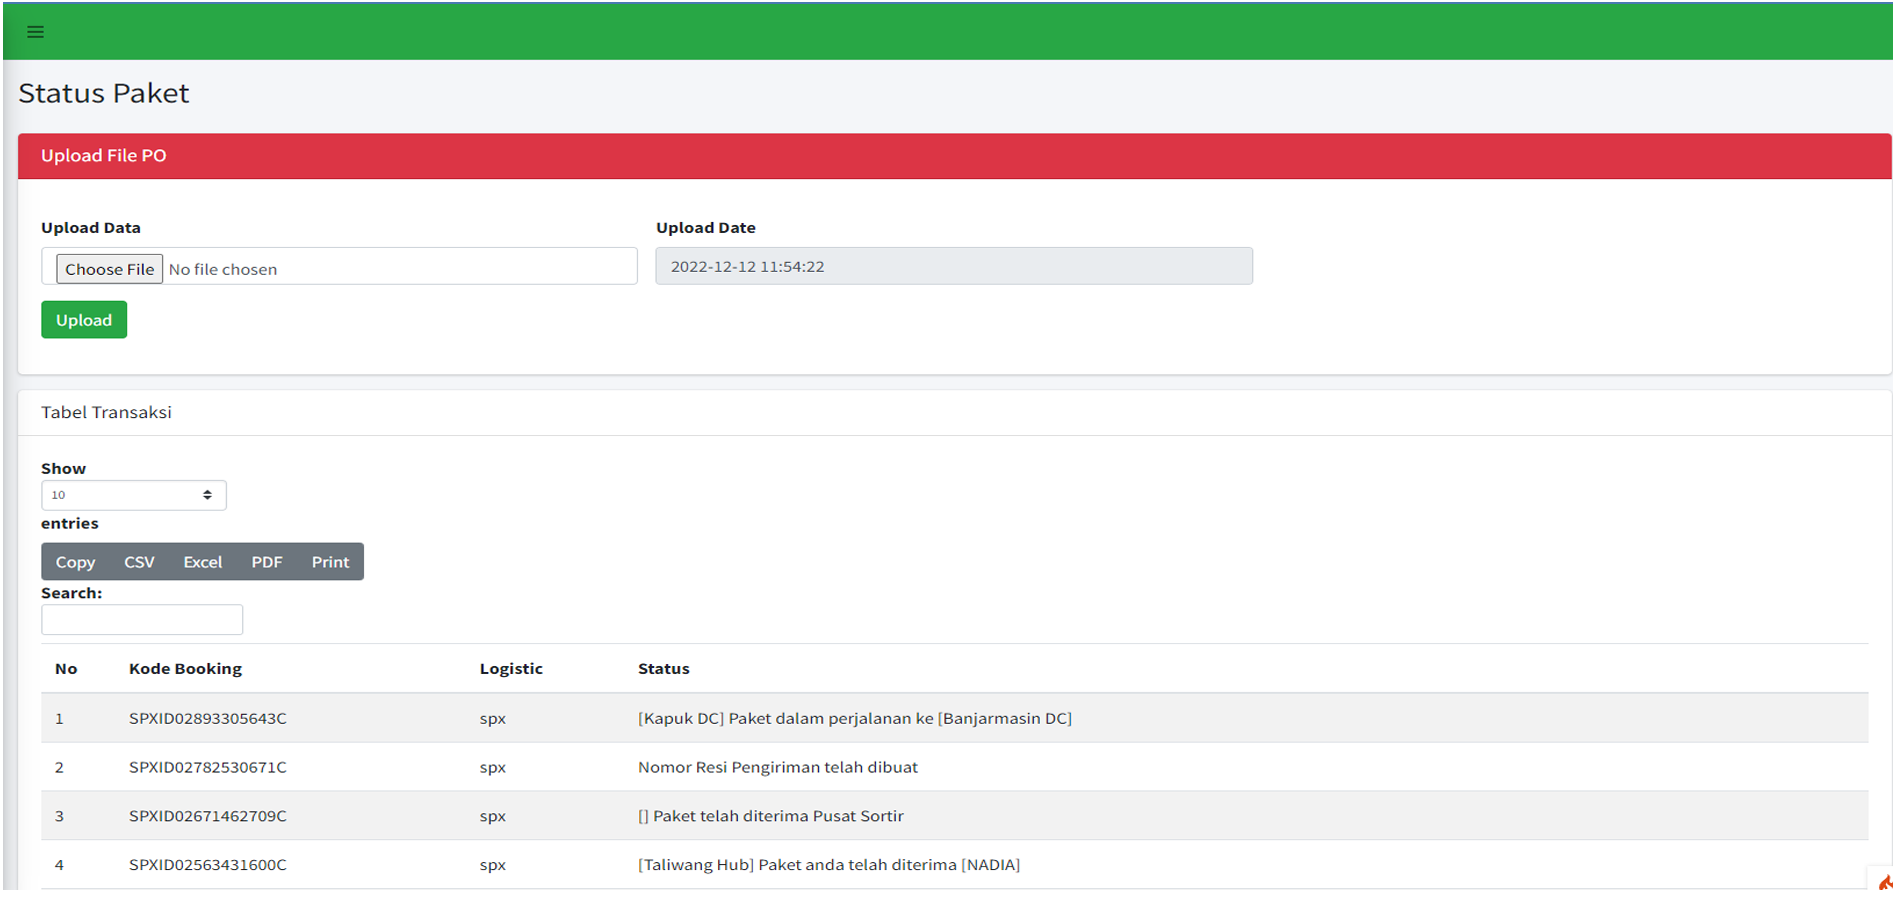 Status Paket
Upload File PO
Upload Data Upload Date
Choose File No file chosen 2022-12-12 11:54:22
Upload
Tabel Transaksi
Show
10
entries
Copy CSV Excel PDF Print
Search:
No Kode Booking Logistic Status
1 SPXID02893305643C spx [Kapuk DC] Paket dalam perjalanan ke [Banjarmasin DC]
2 SPXID02782530671C spx Nomor Resi Pengiriman telah dibuat
3 SPXID02671462709C spx [] Paket telah diterima Pusat Sortir
4 SPXID02563431600C spx [Taliwang Hub] Paket anda telah diterima [NADIA]